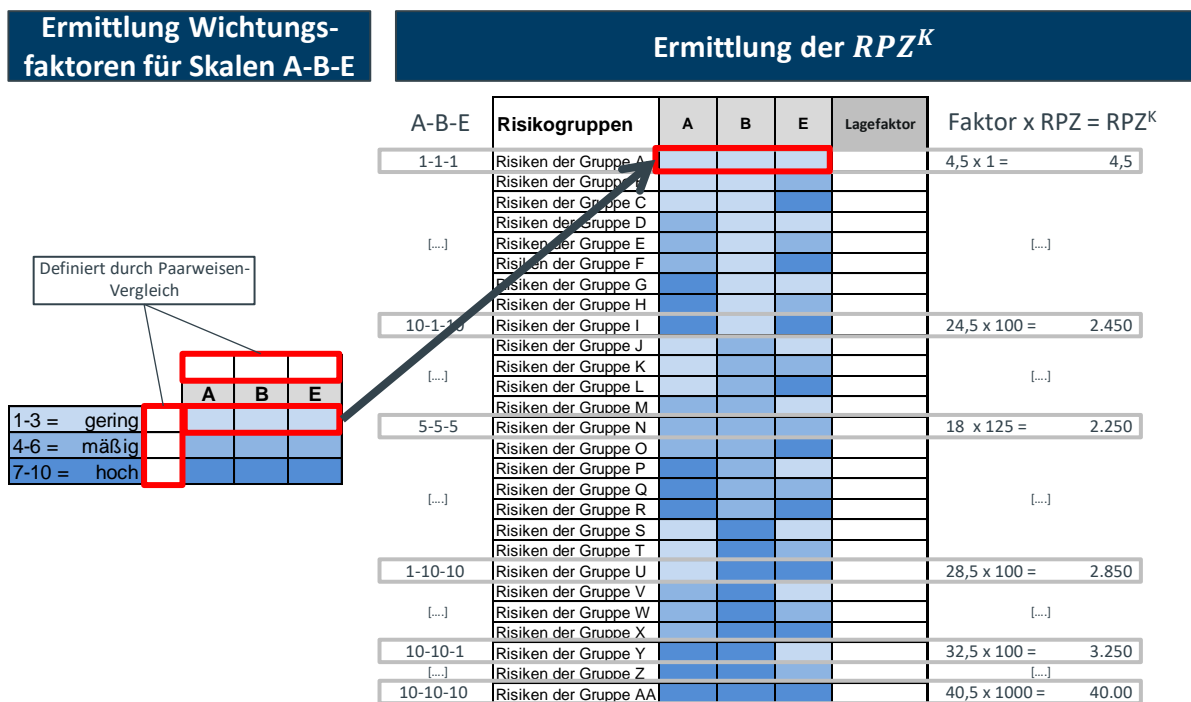 Ermittlung Wichtungs-
faktoren für Skalen A-B-E
Ermittlung der RPZ^K
A-B-E Risikogruppen A B E Lagefaktor Faktor x RPZ = RPZ^K
1-1-1 Risiken der Gruppe A 4,5 x 1 = 4,5
Risiken der Gruppe
Risiken der Gruppe C
Risiken der Gruppe D
[....] Risiken der Gruppe E [....]
Risiken der Gruppe F
Risiken der Gruppe G
Risiken der Gruppe H
10-1-10 Risiken der Gruppe I 24,5 x 100 = 2.450
Risiken der Gruppe J
[....] Risiken der Gruppe K [....]
Risiken der Gruppe L
Risiken der Gruppe M
5-5-5 Risiken der Gruppe N 18 x 125 = 2.250
Risiken der Gruppe O
Risiken der Gruppe P
[....] Risiken der Gruppe Q [....]
Risiken der Gruppe R
Risiken der Gruppe S
Risiken der Gruppe T
1-10-10 Risiken der Gruppe U 28,5 x 100 = 2.850
Risiken der Gruppe V
[....] Risiken der Gruppe W [....]
Risiken der Gruppe X
10-10-1 Risiken der Gruppe Y 32,5 x 100 = 3.250
[....] Risiken der Gruppe Z [....]
10-10-10 Risiken der Gruppe AA 40,5 x 1000 = 40.00
Definiert durch Paarweisen-
Vergleich
A B E
1-3 = gering
4-6 = mäßig
7-10 = hoch